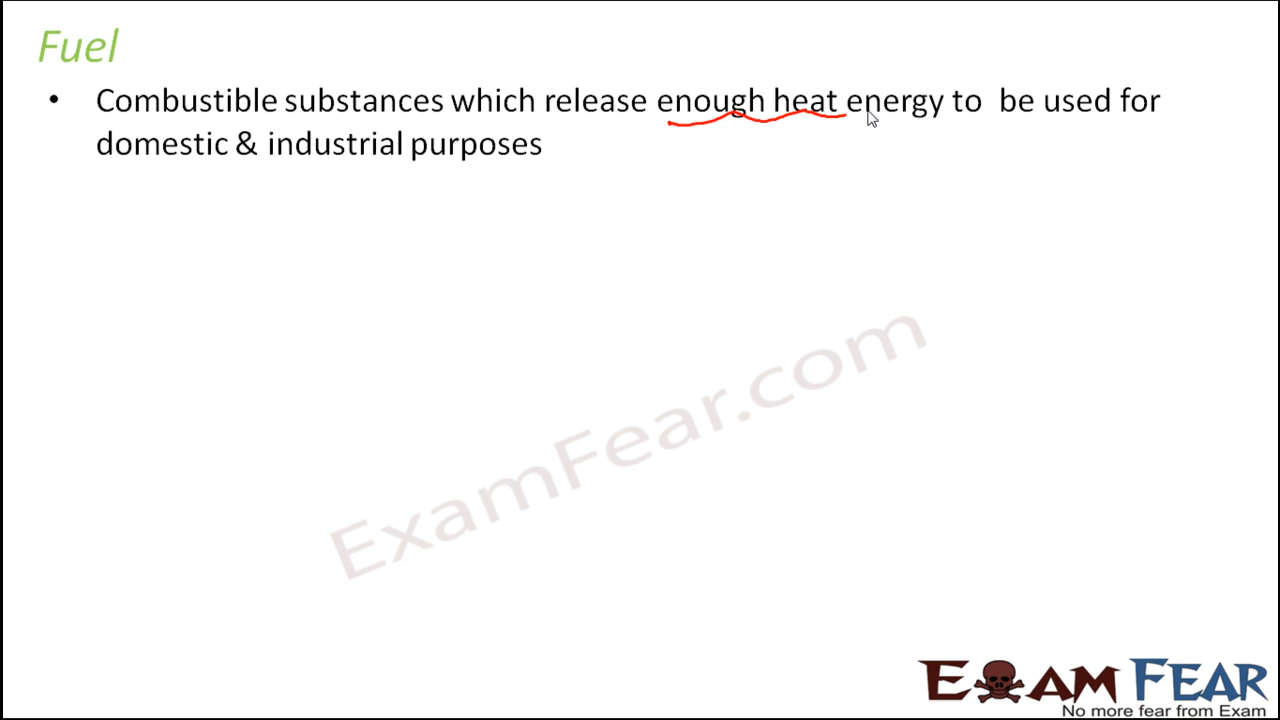 Fuel
• Combustible substances which release enough heat energy to be used for
domestic & industrial purposes
ExamFear.com
EXAM FEAR
No more fear from Exam